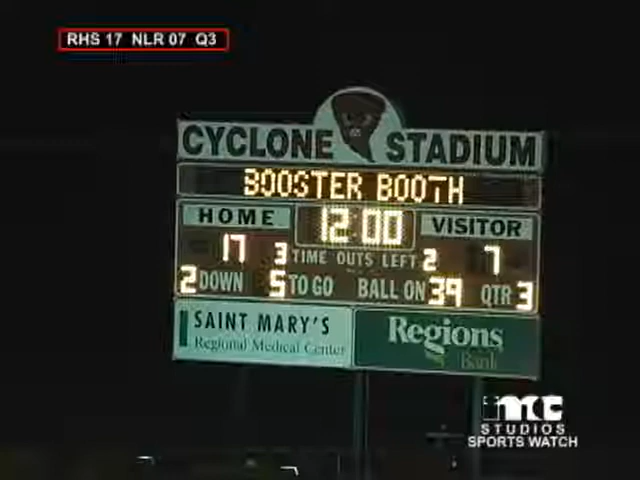 RHS 17 NLR 07 Q3
CYCLONE STADIUM
BOOSTER BOOTH
HOME 12:00 VISITOR
17 3 TIME OUTS LEFT 2 7
2 DOWN 5 TO GO BALL ON 39 QTR 3
SAINT MARY'S
Regional Medical Center
Regions
Bank
imc
STUDIOS
SPORTS WATCH